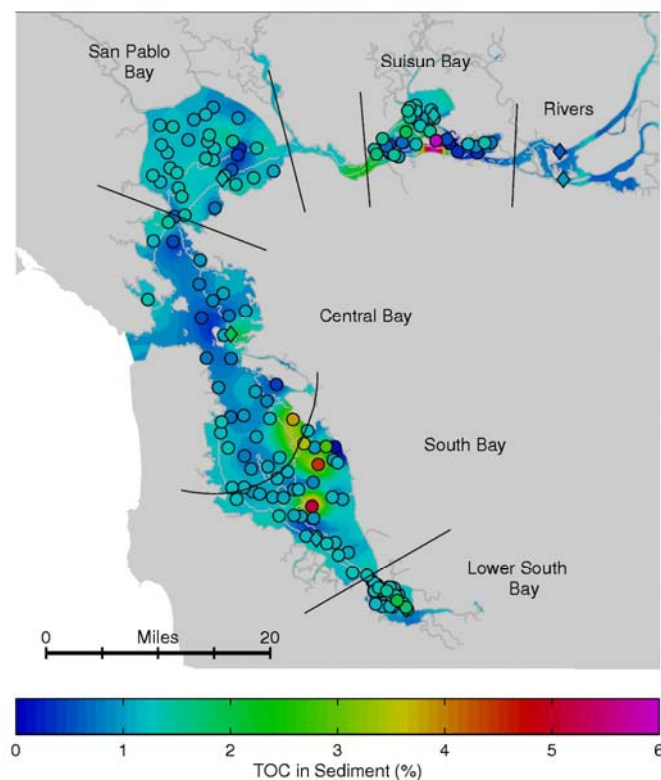 San Pablo
Bay
Suisun Bay
Rivers
Central Bay
South Bay
Lower South
Bay
0 Miles 20
0 1 2 3 4 5 6
TOC in Sediment (%)